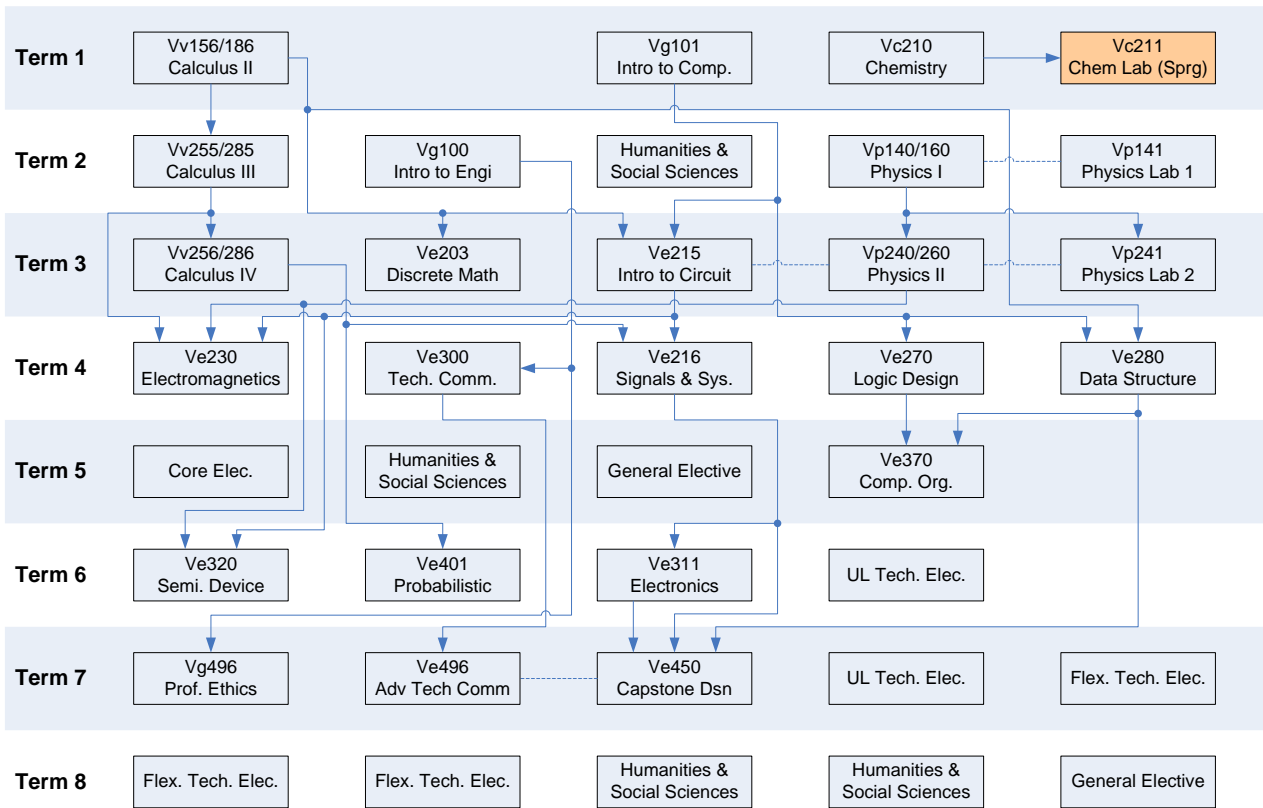 Term 1
Vv156/186
Calculus II
Vg101
Intro to Comp.
Vc210
Chemistry
Vc211
Chem Lab (Sprg)
Term 2
Vv255/285
Calculus III
Vg100
Intro to Engi
Humanities &
Social Sciences
Vp140/160
Physics I
Vp141
Physics Lab 1
Term 3
Vv256/286
Calculus IV
Ve203
Discrete Math
Ve215
Intro to Circuit
Vp240/260
Physics II
Vp241
Physics Lab 2
Term 4
Ve230
Electromagnetics
Ve300
Tech. Comm.
Ve216
Signals & Sys.
Ve270
Logic Design
Ve280
Data Structure
Term 5
Core Elec.
Humanities &
Social Sciences
General Elective
Ve370
Comp. Org.
Term 6
Ve320
Semi. Device
Ve401
Probabilistic
Ve311
Electronics
UL Tech. Elec.
Term 7
Vg496
Prof. Ethics
Ve496
Adv Tech Comm
Ve450
Capstone Dsn
UL Tech. Elec.
Flex. Tech. Elec.
Term 8
Flex. Tech. Elec.
Flex. Tech. Elec.
Humanities &
Social Sciences
Humanities &
Social Sciences
General Elective